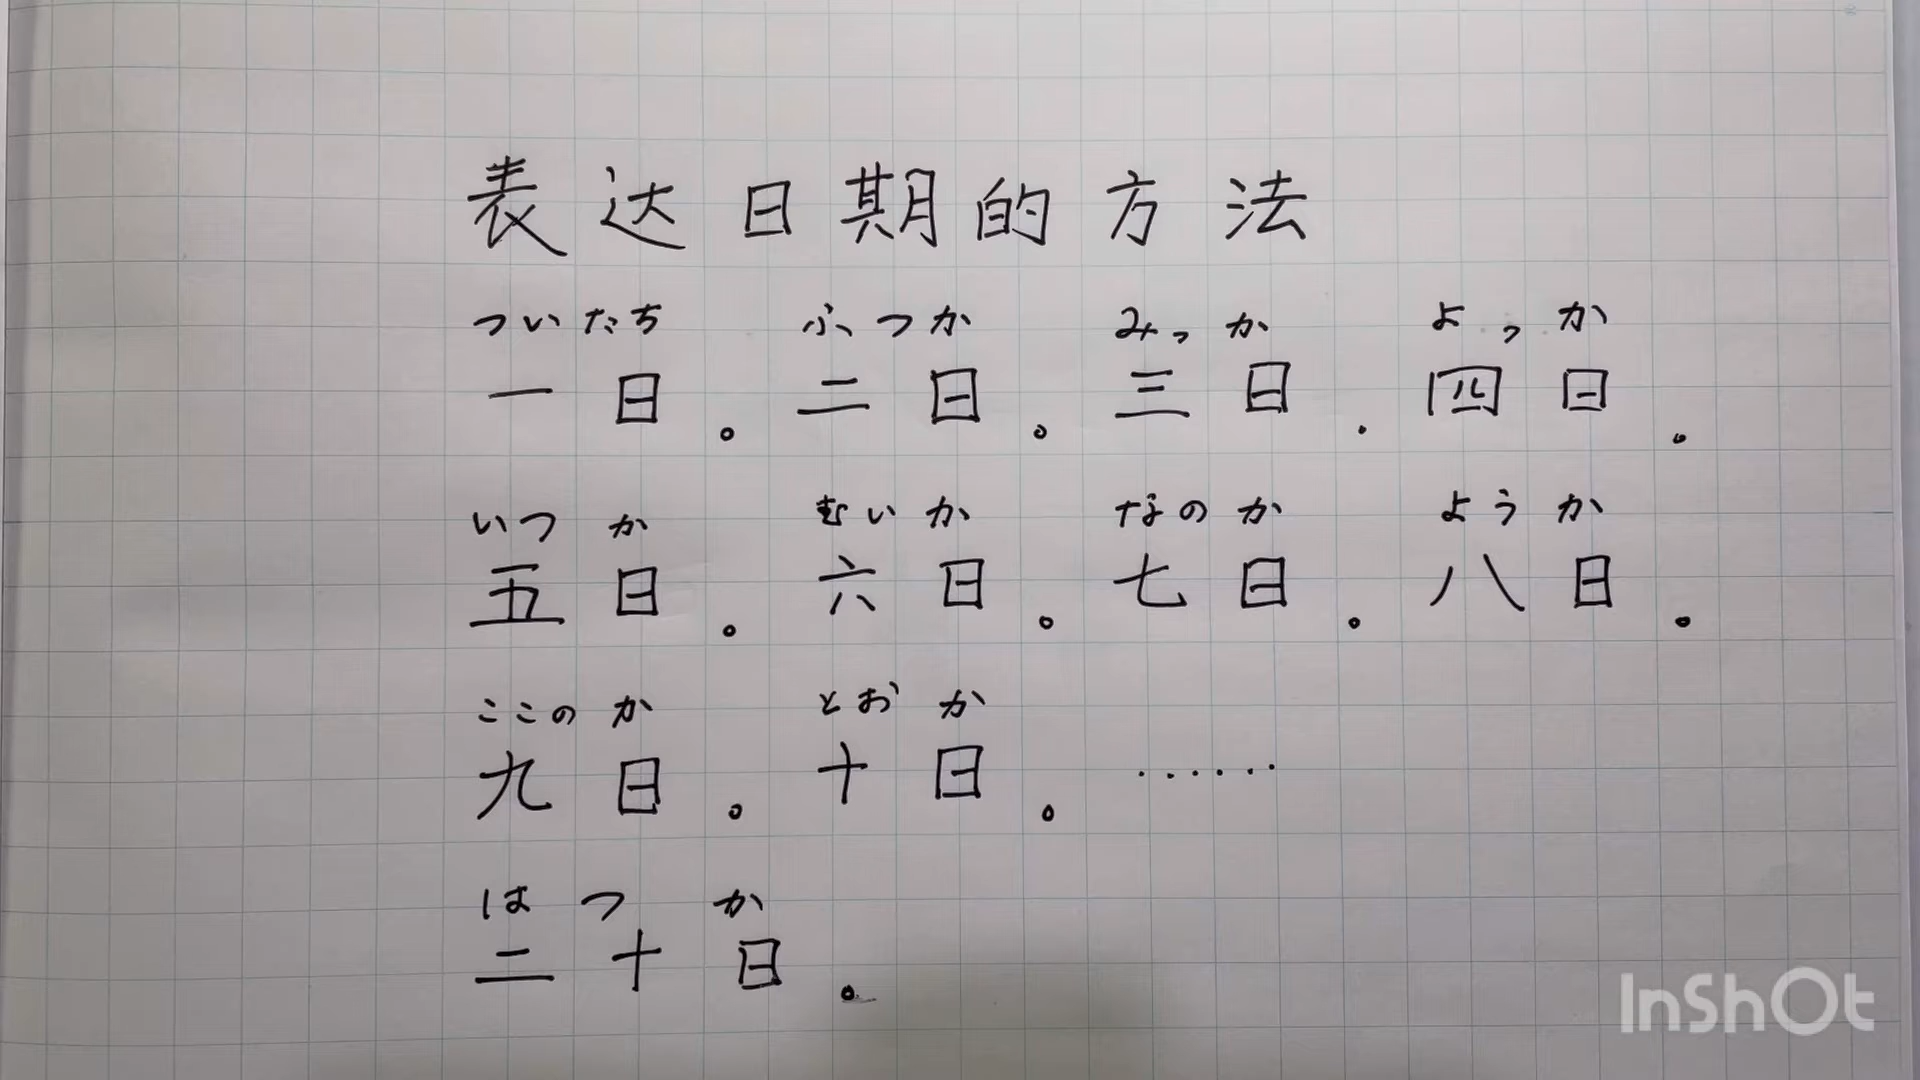 表达日期的方法
ついたち ふつか みっか よっか
一日。二日。三日.四日。
いつか むいか なのか ようか
五日。六日。七日。八日。
ここのか とおか
九日。十日。……
はつか
二十日。
InShOt